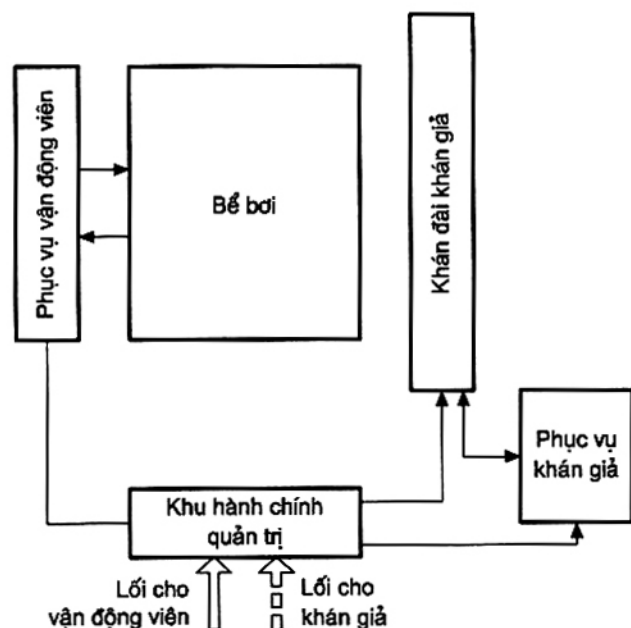 Phục vụ vận động viên
Bể bơi
Khán đài khán giả
Phục vụ
khán giả
Khu hành chính
quản trị
Lối cho
vận động viên
Lối cho
khán giả